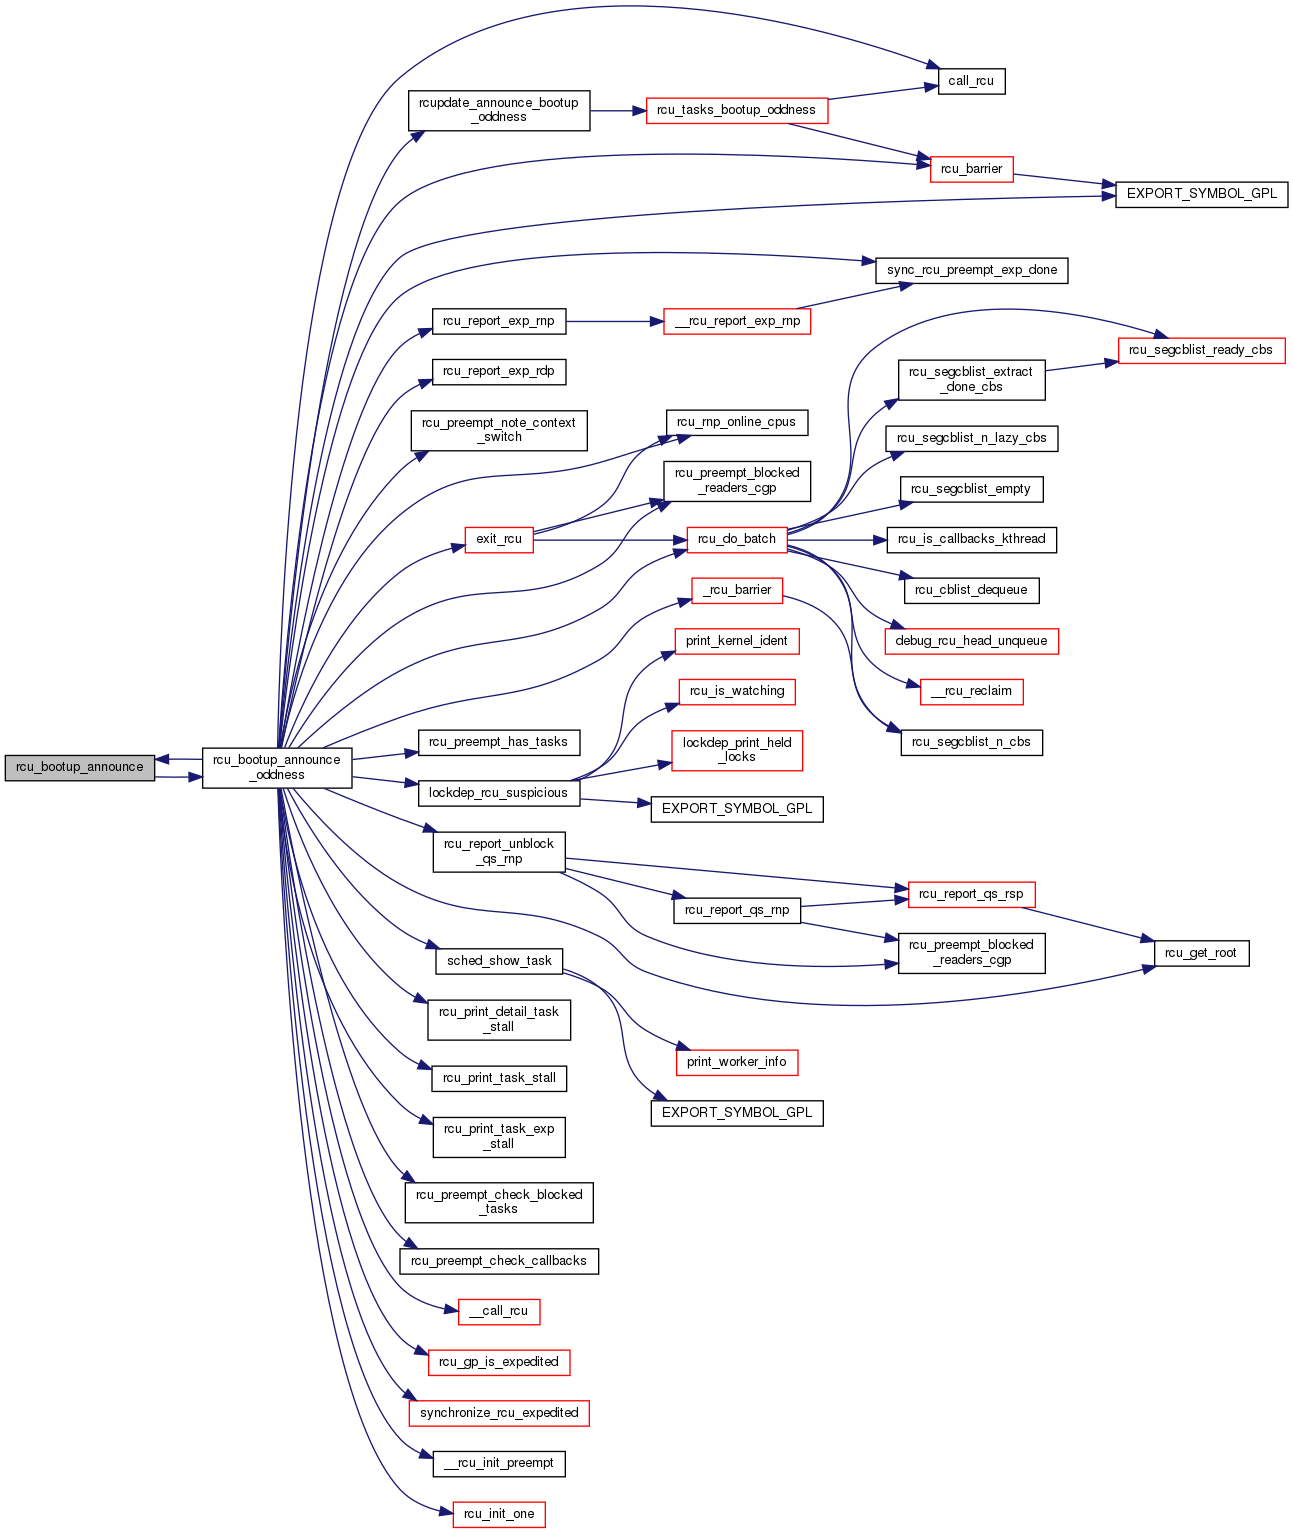 call_rcu
rcupdate_announce_bootup
_oddness
rcu_tasks_bootup_oddness
rcu_barrier
EXPORT_SYMBOL_GPL
sync_rcu_preempt_exp_done
rcu_report_exp_rnp
__rcu_report_exp_rnp
rcu_segcblist_ready_cbs
rcu_report_exp_rdp
rcu_segcblist_extract
_done_cbs
rcu_preempt_note_context
_switch
rcu_rnp_online_cpus
rcu_segcblist_n_lazy_cbs
rcu_preempt_blocked
_readers_cgp
rcu_segcblist_empty
exit_rcu
rcu_do_batch
rcu_is_callbacks_kthread
_rcu_barrier
rcu_cblist_dequeue
print_kernel_ident
debug_rcu_head_unqueue
rcu_is_watching
__rcu_reclaim
rcu_preempt_has_tasks
lockdep_print_held
_locks
rcu_segcblist_n_cbs
rcu_bootup_announce
rcu_bootup_announce
_oddness
lockdep_rcu_suspicious
EXPORT_SYMBOL_GPL
rcu_report_unblock
_qs_rnp
rcu_report_qs_rsp
rcu_report_qs_rnp
rcu_preempt_blocked
_readers_cgp
rcu_get_root
sched_show_task
rcu_print_detail_task
_stall
print_worker_info
rcu_print_task_stall
EXPORT_SYMBOL_GPL
rcu_print_task_exp
_stall
rcu_preempt_check_blocked
_tasks
rcu_preempt_check_callbacks
__call_rcu
rcu_gp_is_expedited
synchronize_rcu_expedited
__rcu_init_preempt
rcu_init_one